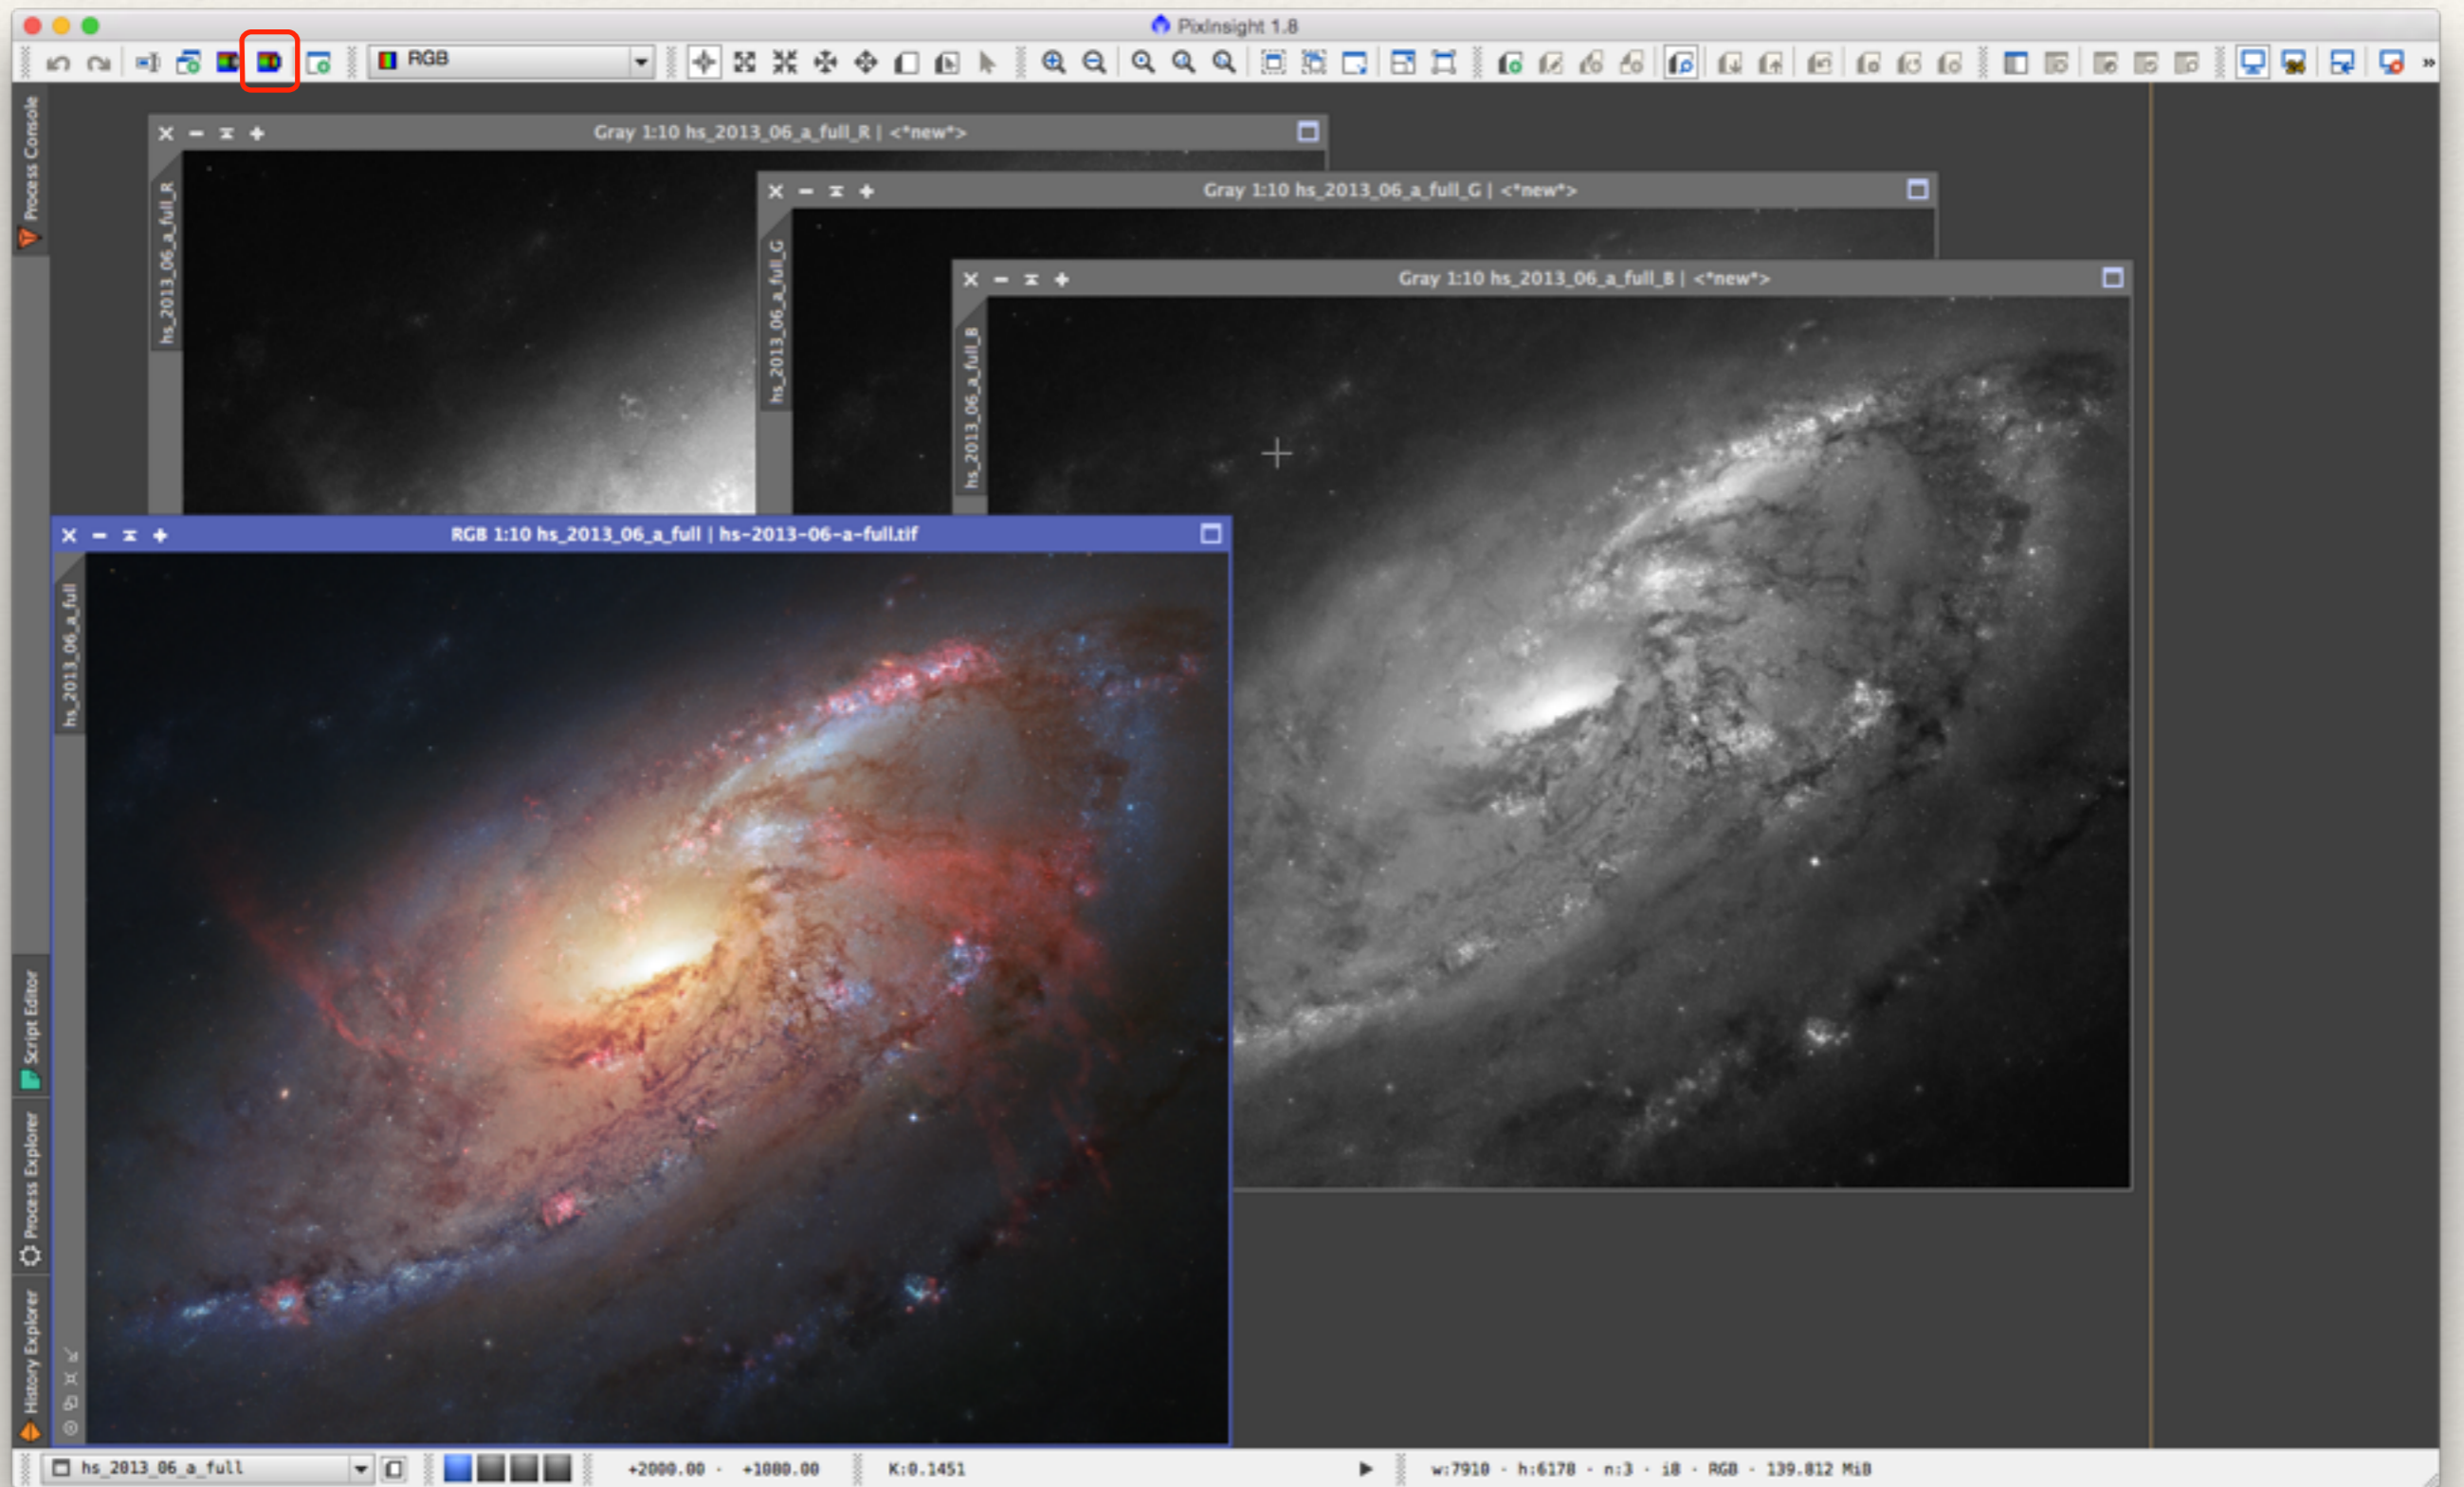 PixInsight 1.8
RGB
»
Process Console
Gray 1:10 hs_2013_06_a_full_R | <*new*>
hs_2013_06_a_full_R
Gray 1:10 hs_2013_06_a_full_G | <*new*>
hs_2013_06_a_full_G
Gray 1:10 hs_2013_06_a_full_B | <*new*>
hs_2013_06_a_full_B
RGB 1:10 hs_2013_06_a_full | hs-2013-06-a-full.tif
hs_2013_06_a_full
Script Editor
Process Explorer
History Explorer
hs_2013_06_a_full
+2000.00 · +1080.00
K:0.1451
w:7910 · h:6178 · n:3 · i8 · RGB · 139.812 MiB